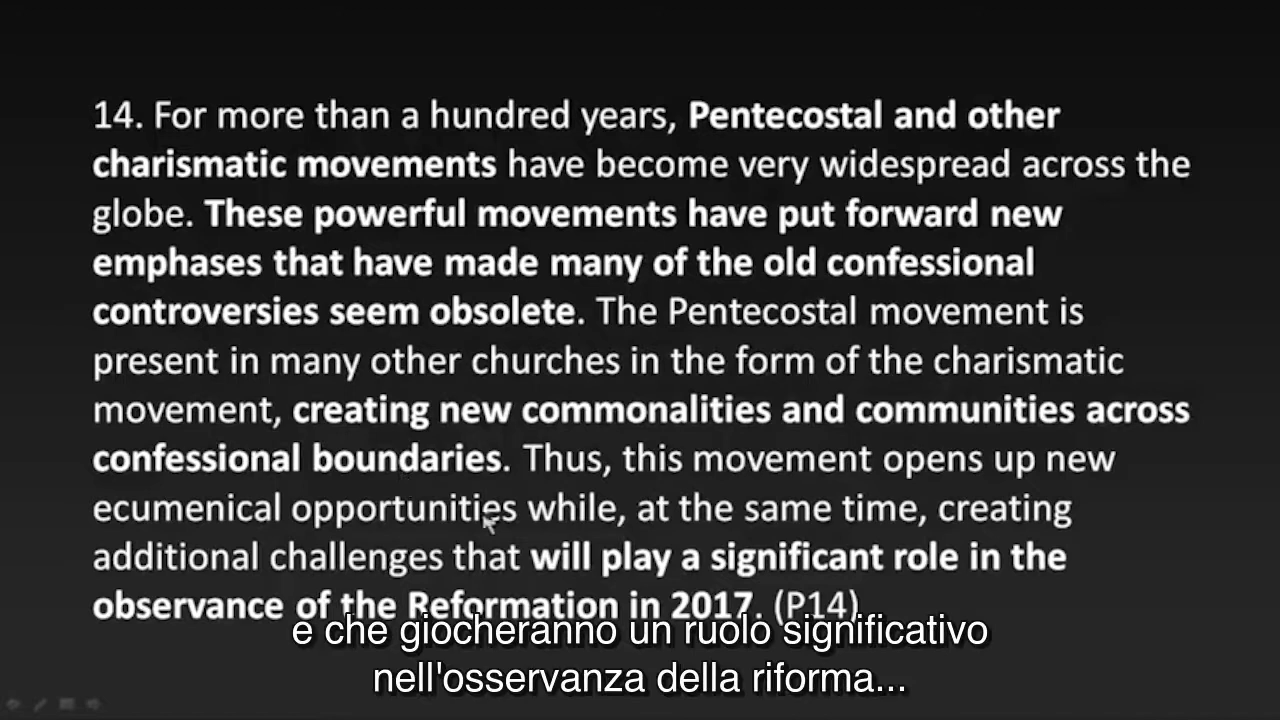 14. For more than a hundred years, Pentecostal and other
charismatic movements have become very widespread across the
globe. These powerful movements have put forward new
emphases that have made many of the old confessional
controversies seem obsolete. The Pentecostal movement is
present in many other churches in the form of the charismatic
movement, creating new commonalities and communities across
confessional boundaries. Thus, this movement opens up new
ecumenical opportunities while, at the same time, creating
additional challenges that will play a significant role in the
observance of the Reformation in 2017. (P14)
e che giocheranno un ruolo significativo
nell'osservanza della riforma...